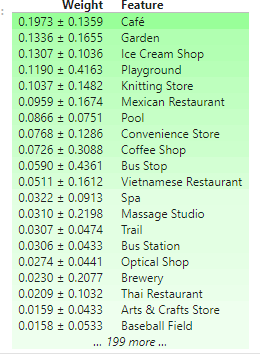 Weight Feature
0.1973 ± 0.1359 Café
0.1336 ± 0.1655 Garden
0.1307 ± 0.1036 Ice Cream Shop
0.1190 ± 0.4163 Playground
0.1037 ± 0.1482 Knitting Store
0.0959 ± 0.1674 Mexican Restaurant
0.0866 ± 0.0751 Pool
0.0768 ± 0.1286 Convenience Store
0.0726 ± 0.3088 Coffee Shop
0.0590 ± 0.4361 Bus Stop
0.0511 ± 0.1612 Vietnamese Restaurant
0.0322 ± 0.0913 Spa
0.0310 ± 0.2198 Massage Studio
0.0307 ± 0.0474 Trail
0.0306 ± 0.0433 Bus Station
0.0274 ± 0.0441 Optical Shop
0.0230 ± 0.2077 Brewery
0.0209 ± 0.1032 Thai Restaurant
0.0159 ± 0.0433 Arts & Crafts Store
0.0158 ± 0.0533 Baseball Field
… 199 more …